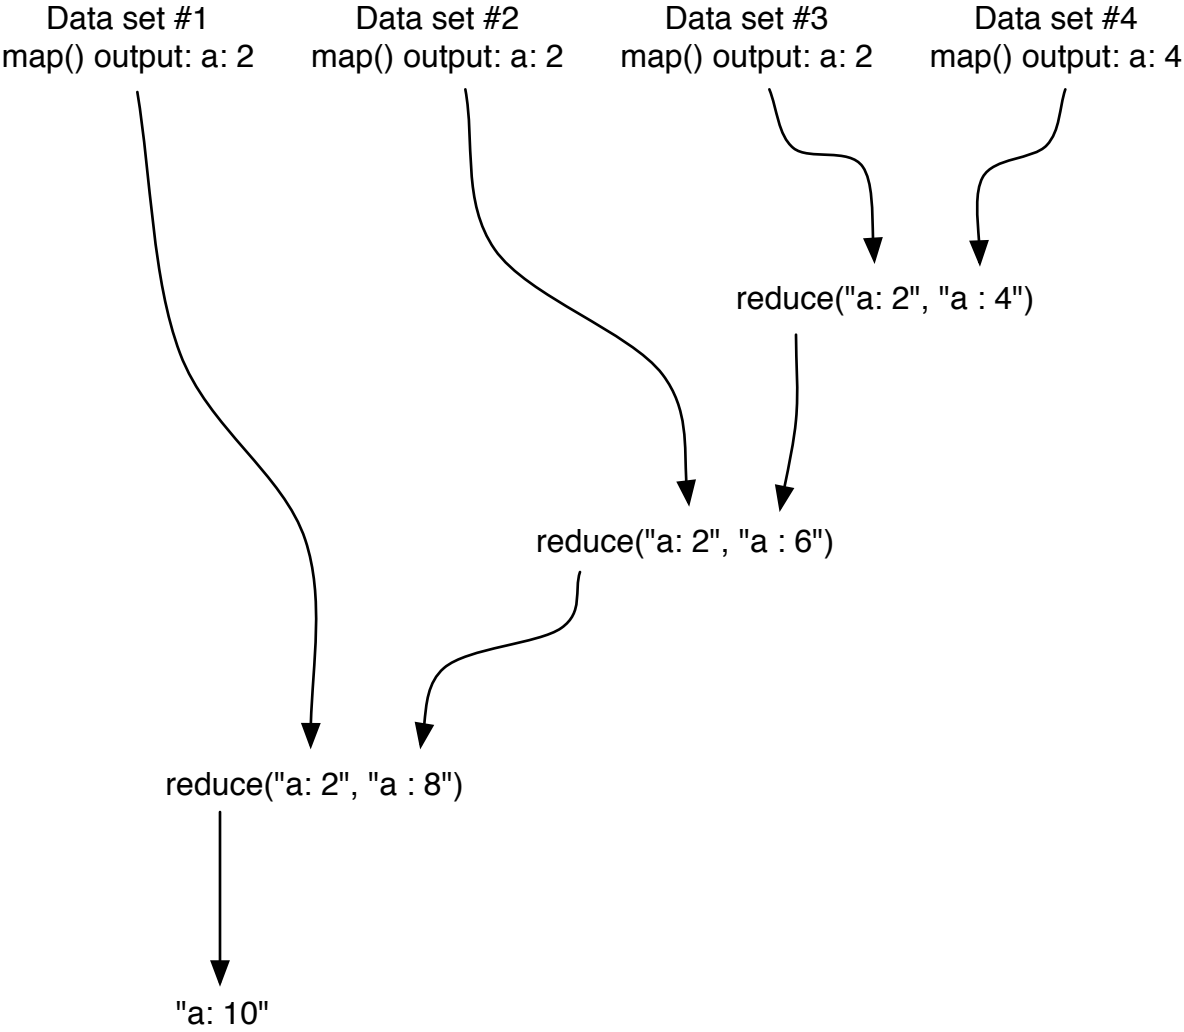 Data set #1
map() output: a: 2
Data set #2
map() output: a: 2
Data set #3
map() output: a: 2
Data set #4
map() output: a: 4
reduce("a: 2", "a : 4")
reduce("a: 2", "a : 6")
reduce("a: 2", "a : 8")
"a: 10"